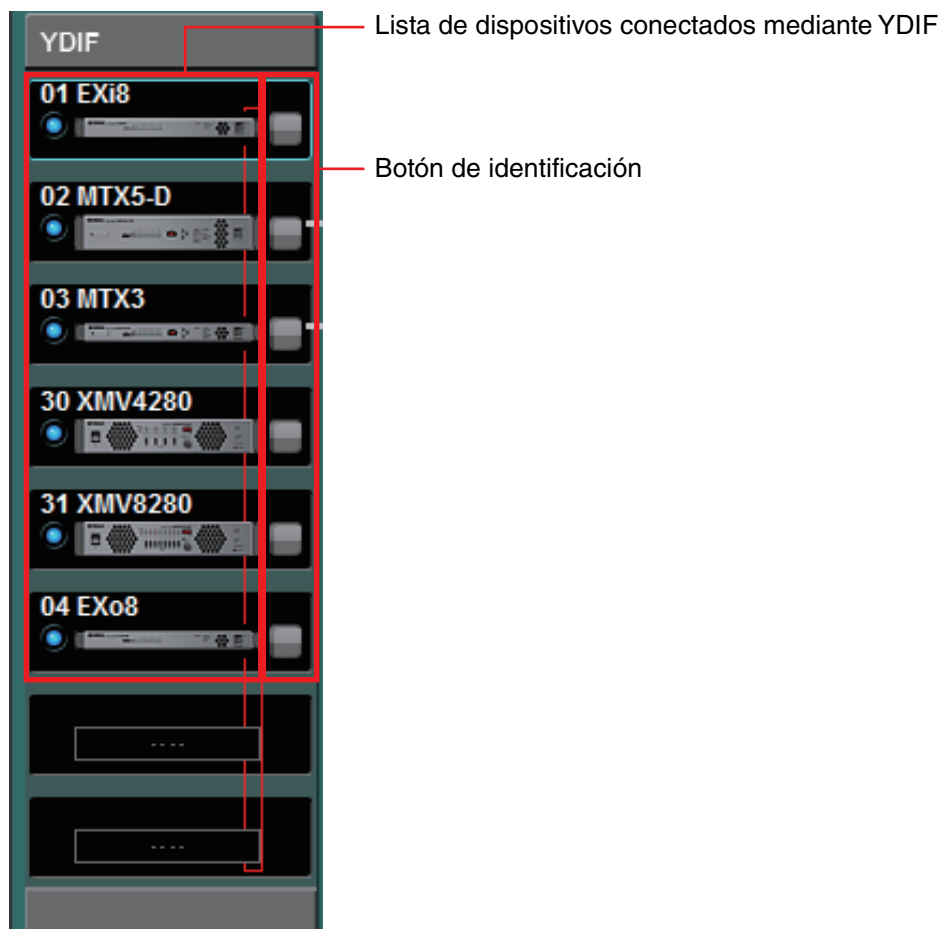 YDIF
Lista de dispositivos conectados mediante YDIF
01 EXi8
Botón de identificación
02 MTX5-D
03 MTX3
30 XMV4280
31 XMV8280
04 EXo8
----
----